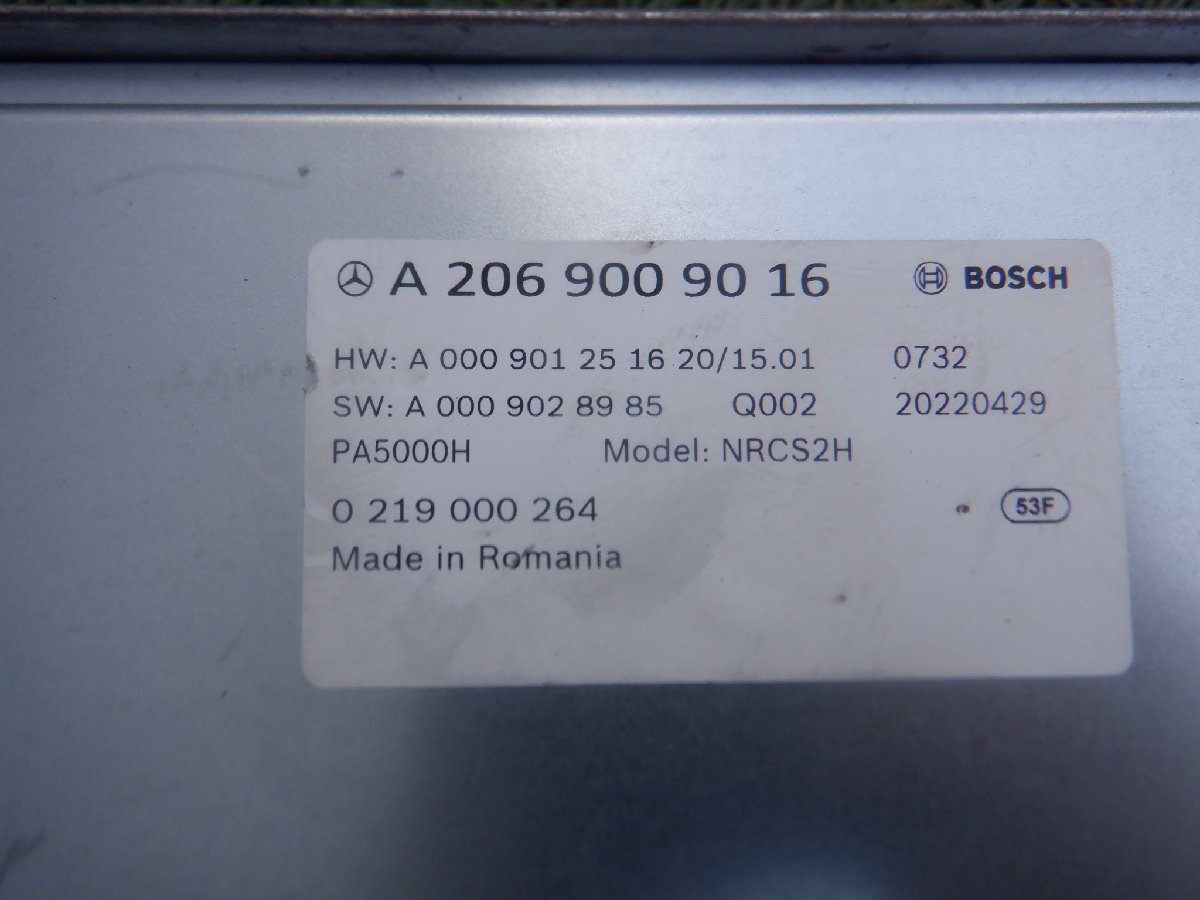 A 206 900 90 16 BOSCH
HW: A 000 901 25 16 20/15.01 0732
SW: A 000 902 89 85 Q002 20220429
PA5000H Model: NRCS2H
0 219 000 264 53F
Made in Romania